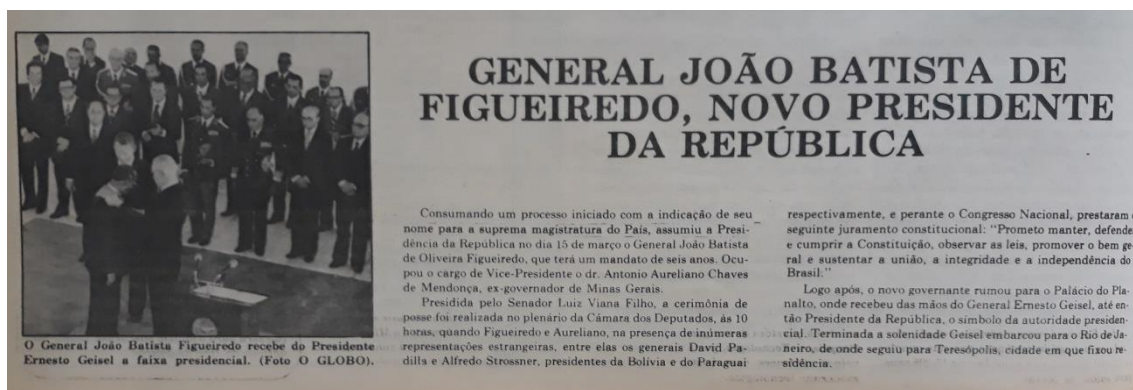 GENERAL JOÃO BATISTA DE
FIGUEIREDO, NOVO PRESIDENTE
DA REPÚBLICA
O General João Batista Figueiredo recebe do Presidente
Ernesto Geisel a faixa presidencial. (Foto O GLOBO).
Consumando um processo iniciado com a indicação de seu
nome para a suprema magistratura do País, assumiu a Presi-
dência da República no dia 15 de março o General João Batista
de Oliveira Figueiredo, que terá um mandato de seis anos. Ocu-
pou o cargo de Vice-Presidente o dr. Antonio Aureliano Chaves
de Mendonça, ex-governador de Minas Gerais.
Presidida pelo Senador Luiz Viana Filho, a cerimônia de
posse foi realizada no plenário da Câmara dos Deputados, às 10
horas, quando Figueiredo e Aureliano, na presença de inúmeras
representações estrangeiras, entre elas os generais David Pa-
dilla e Alfredo Strossner, presidentes da Bolívia e do Paraguai
respectivamente, e perante o Congresso Nacional, prestaram
seguinte juramento constitucional: "Prometo manter, defende
e cumprir a Constituição, observar as leis, promover o bem ge-
ral e sustentar a união, a integridade e a independência do
Brasil."
Logo após, o novo governante rumou para o Palácio do Pla-
nalto, onde recebeu das mãos do General Ernesto Geisel, até en-
tão Presidente da República, o símbolo da autoridade presiden-
cial. Terminada a solenidade Geisel embarcou para o Rio de Ja-
neiro, de onde seguiu para Teresópolis, cidade em que fixou re-
sidência.